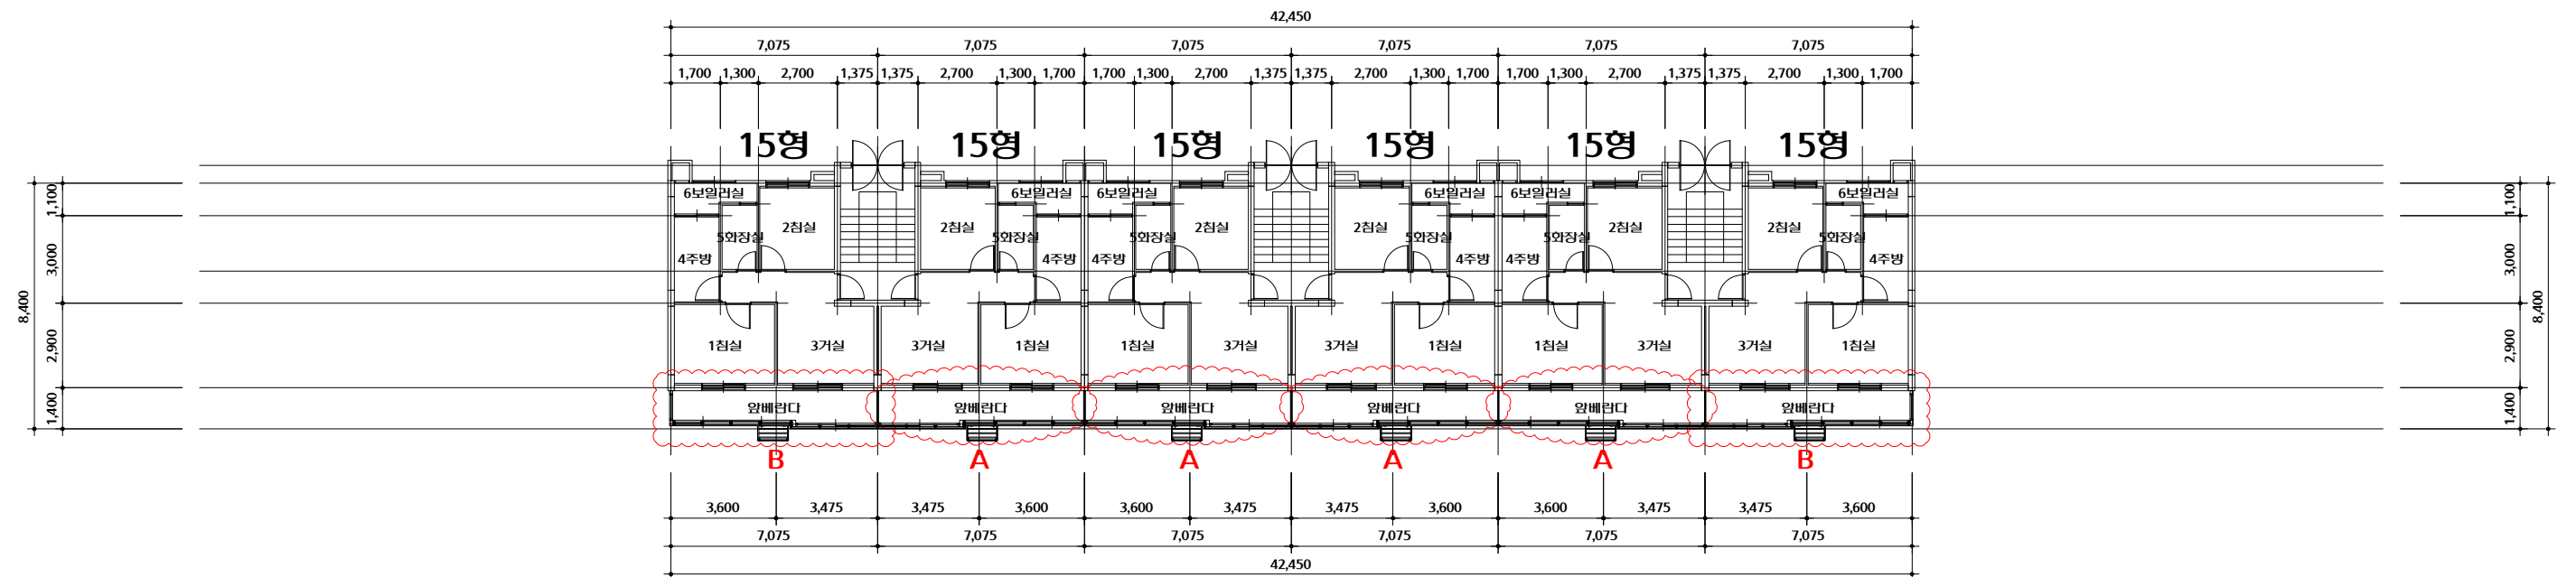 42,450
7,075 7,075 7,075 7,075 7,075 7,075
1,700 1,300 2,700 1,375 1,375 2,700 1,300 1,700 1,700 1,300 2,700 1,375 1,375 2,700 1,300 1,700 1,700 1,300 2,700 1,375 1,375 2,700 1,300 1,700
15형 15형 15형 15형 15형 15형
6보일러실 6보일러실 6보일러실 6보일러실 6보일러실 6보일러실
1,100 1,100
2침실 2침실 2침실 2침실 2침실 2침실
5화장실 5화장실 5화장실 5화장실 5화장실 5화장실
4주방 4주방 4주방 4주방 4주방 4주방
3,000 3,000
8,400 8,400
1침실 3거실 3거실 1침실 1침실 3거실 3거실 1침실 1침실 3거실 3거실 1침실
2,900 2,900
앞베란다 앞베란다 앞베란다 앞베란다 앞베란다 앞베란다
1,400 1,400
B A A A A B
3,600 3,475 3,475 3,600 3,600 3,475 3,475 3,600 3,600 3,475 3,475 3,600
7,075 7,075 7,075 7,075 7,075 7,075
42,450